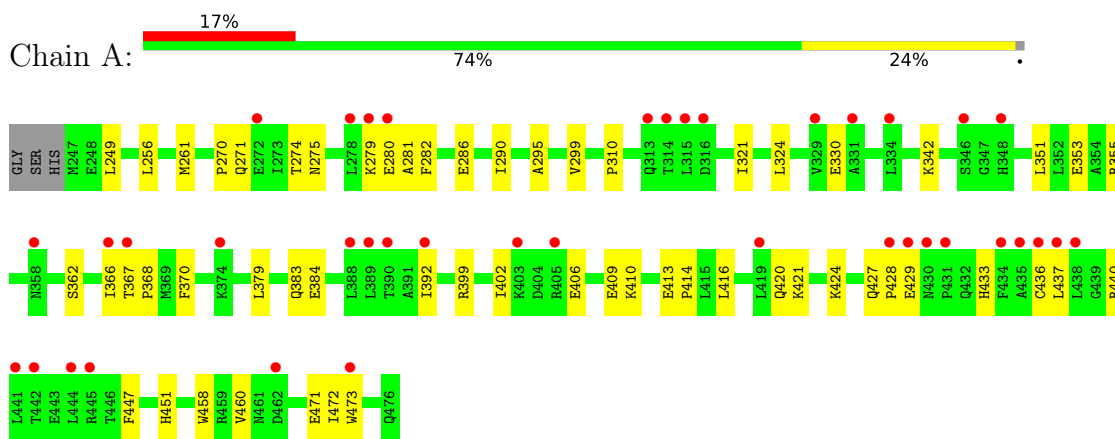 17%
Chain A:
74% 24% •
GLY SER HIS M247 E248 L249 L256 M261 P270 Q271 E272 I273 T274 N275 L278 K279 E280 A281 F282 E286 I290 A295 V299 P310 Q313 T314 L315 D316 I321 L324 V329 E330 A331 L334 K342 S346 G347 H348 L351 L352 E353 A354 R355
N358 S362 I366 T367 P368 M369 F370 K374 L379 Q383 E384 L388 L389 T390 A391 I392 R399 I402 K403 D404 R405 E406 E409 K410 E413 P414 L415 L416 L419 Q420 K421 K424 Q427 P428 E429 N430 P431 Q432 H433 F434 A435 C436 L437 L438 G439
L441 T442 E443 L444 R445 T446 F447 H451 W458 R459 V460 N461 D462 E471 I472 W473 Q476